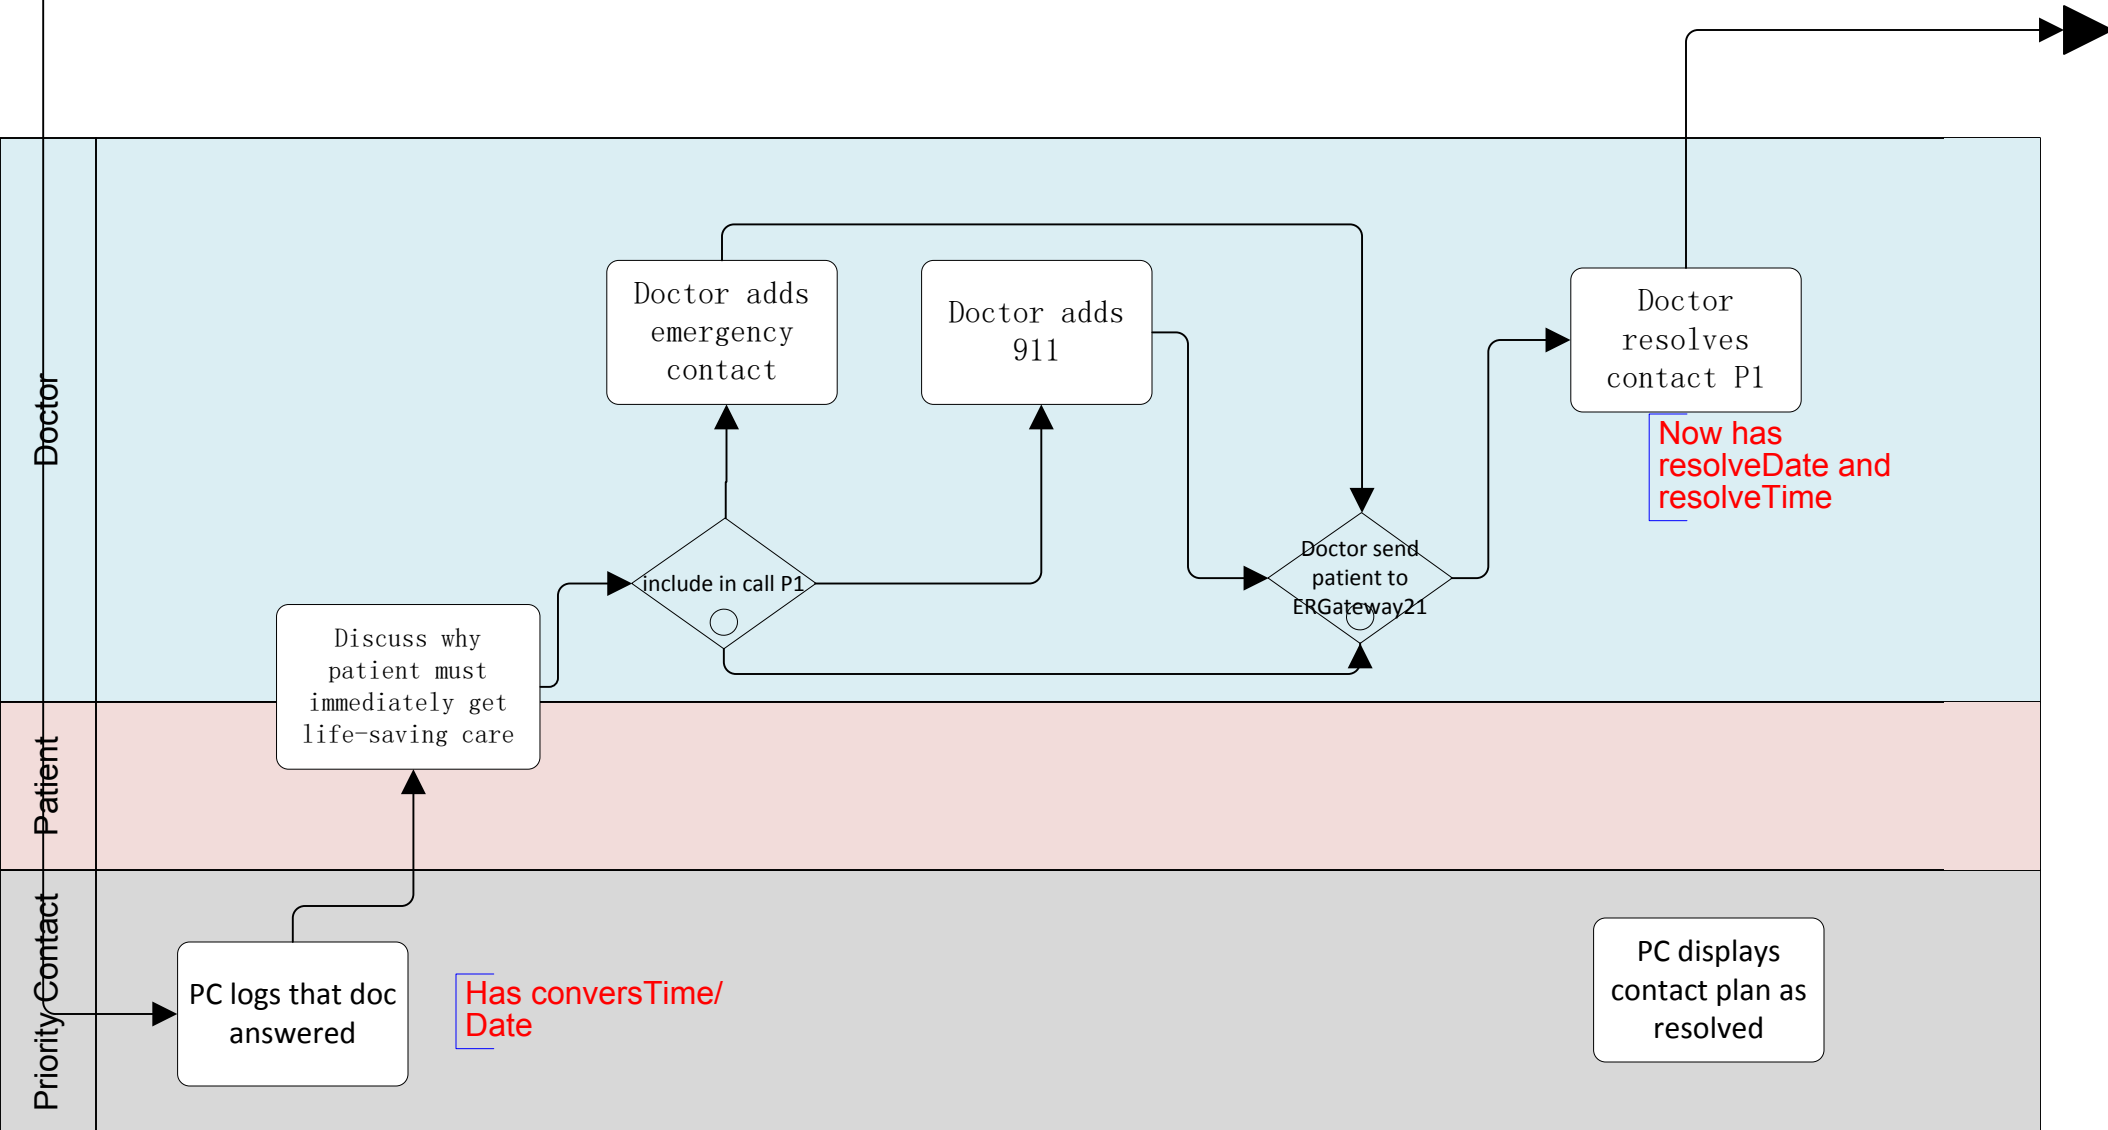 Doctor
Doctor adds
emergency
contact
Doctor adds
911
Doctor
resolves
contact P1
Now has
resolveDate and
resolveTime
include in call P1
Doctor send
patient to
ERGateway21
Discuss why
patient must
immediately get
life-saving care
Patient
Priority Contact
PC logs that doc
answered
Has conversTime/
Date
PC displays
contact plan as
resolved